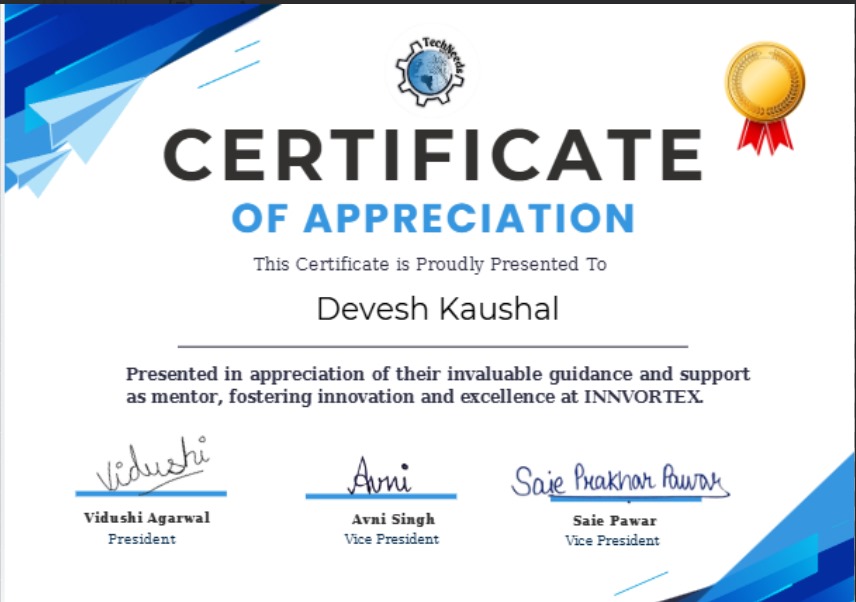 TechNeeds
CERTIFICATE
OF APPRECIATION
This Certificate is Proudly Presented To
Devesh Kaushal
Presented in appreciation of their invaluable guidance and support
as mentor, fostering innovation and excellence at INNVORTEX.
Vidushi
Avni
Saie Prakhar Pawar
Vidushi Agarwal
Avni Singh
Saie Pawar
President
Vice President
Vice President